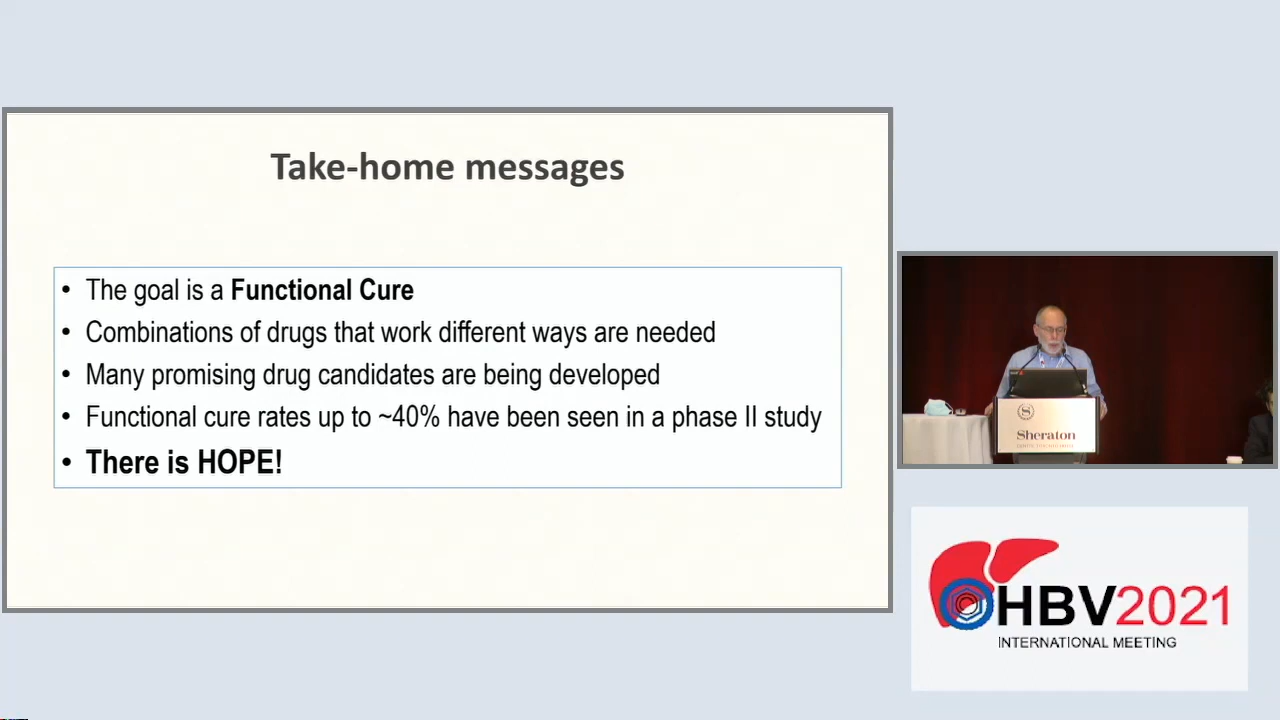 Take-home messages
• The goal is a Functional Cure
• Combinations of drugs that work different ways are needed
• Many promising drug candidates are being developed
• Functional cure rates up to ~40% have been seen in a phase II study
• There is HOPE!
S
Sheraton
HBV2021
INTERNATIONAL MEETING